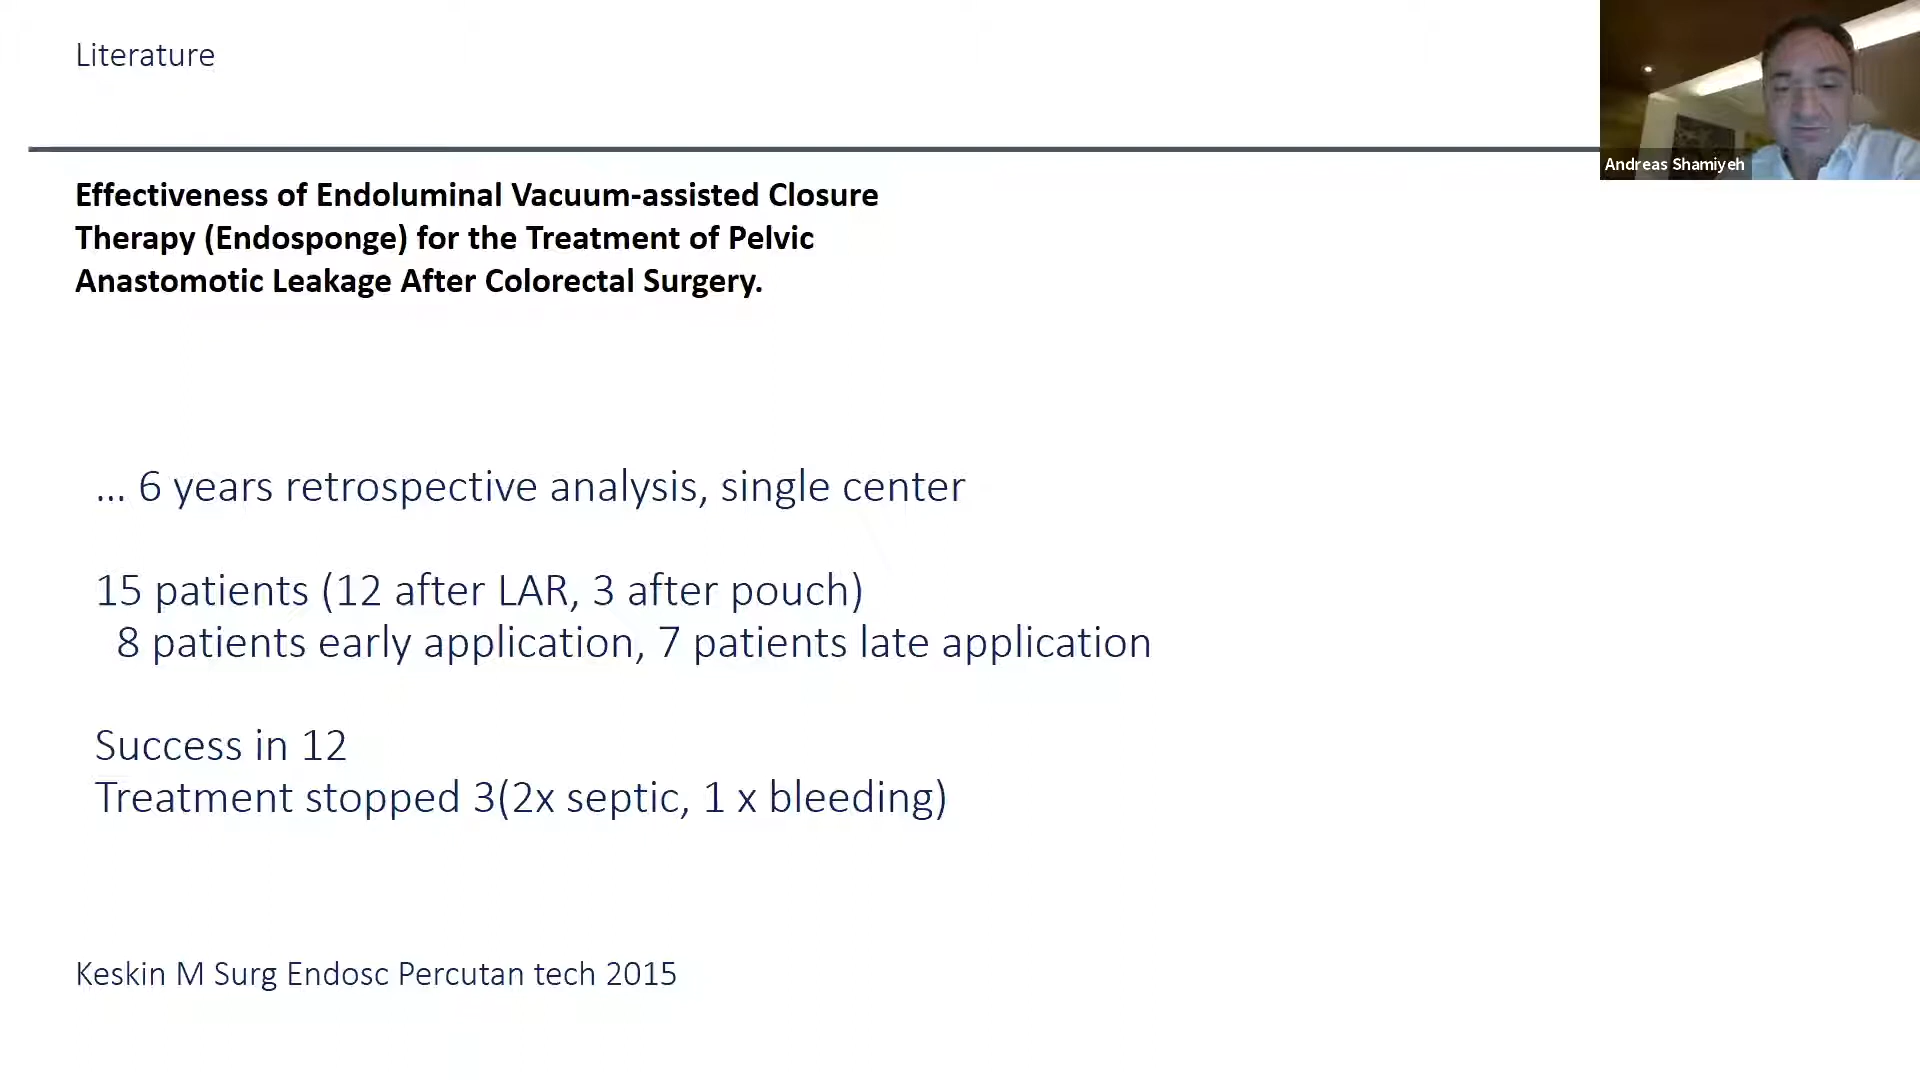 Literature
Andreas Shamiyeh
Effectiveness of Endoluminal Vacuum-assisted Closure
Therapy (Endosponge) for the Treatment of Pelvic
Anastomotic Leakage After Colorectal Surgery.
... 6 years retrospective analysis, single center
15 patients (12 after LAR, 3 after pouch)
8 patients early application, 7 patients late application
Success in 12
Treatment stopped 3(2x septic, 1 x bleeding)
Keskin M Surg Endosc Percutan tech 2015